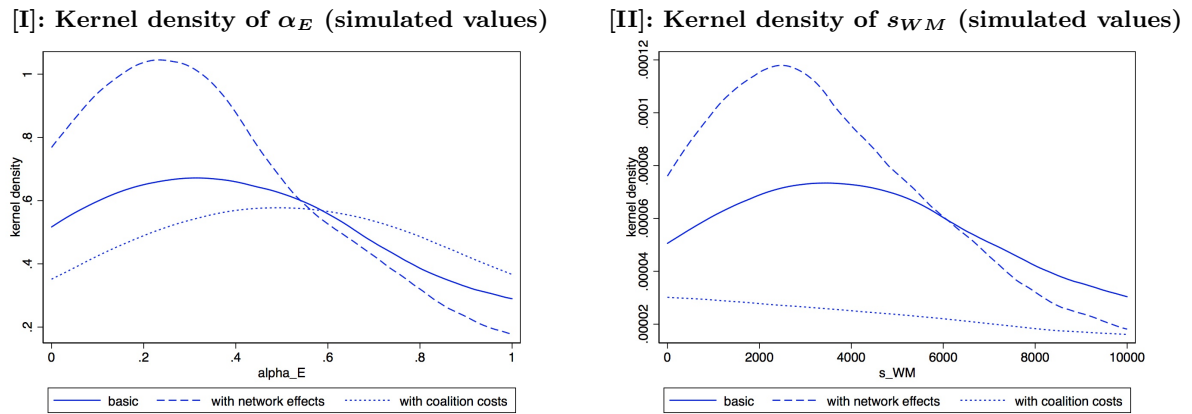 [I]: Kernel density of α_E (simulated values)
kernel density
.2 .4 .6 .8 1
0 .2 .4 .6 .8 1
alpha_E
basic with network effects with coalition costs
[II]: Kernel density of s_WM (simulated values)
kernel density
.00002 .00004 .00006 .00008 .0001 .00012
0 2000 4000 6000 8000 10000
s_WM
basic with network effects with coalition costs